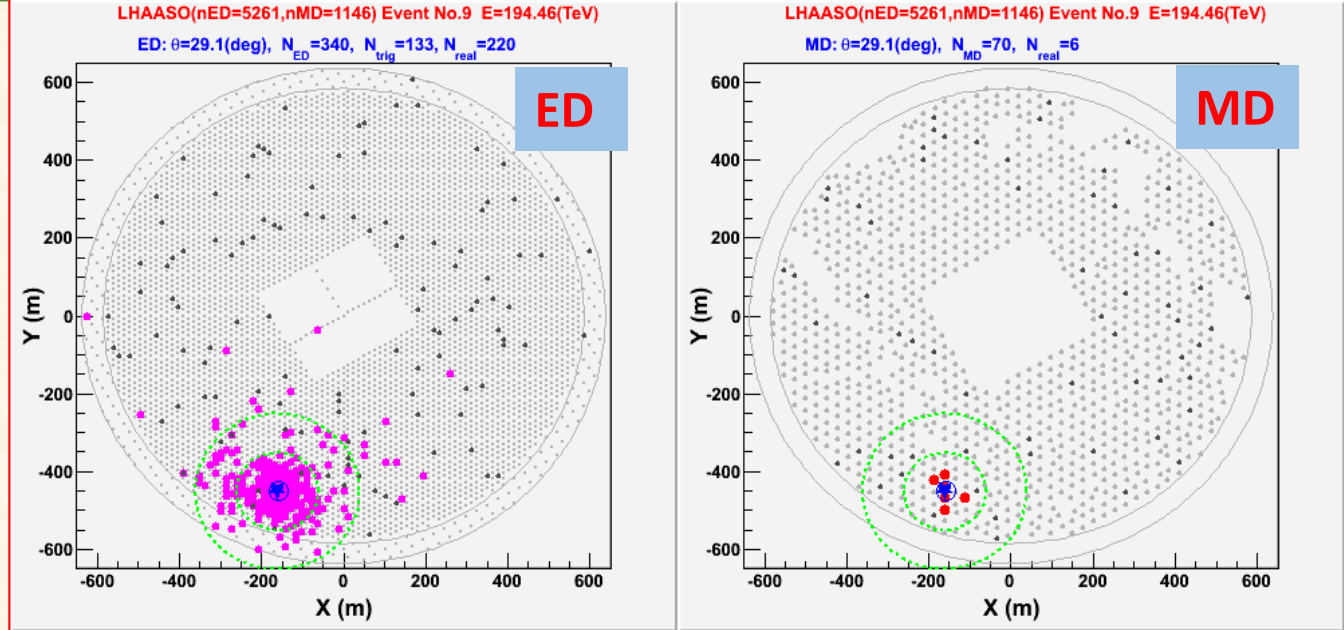 LHAASO(nED=5261,nMD=1146) Event No.9 E=194.46(TeV)
ED: θ=29.1(deg), N_ED=340, N_trig=133, N_real=220
ED
600
400
200
0
-200
-400
-600
Y (m)
-600 -400 -200 0 200 400 600
X (m)
LHAASO(nED=5261,nMD=1146) Event No.9 E=194.46(TeV)
MD: θ=29.1(deg), N_MD=70, N_real=6
MD
600
400
200
0
-200
-400
-600
Y (m)
-600 -400 -200 0 200 400 600
X (m)